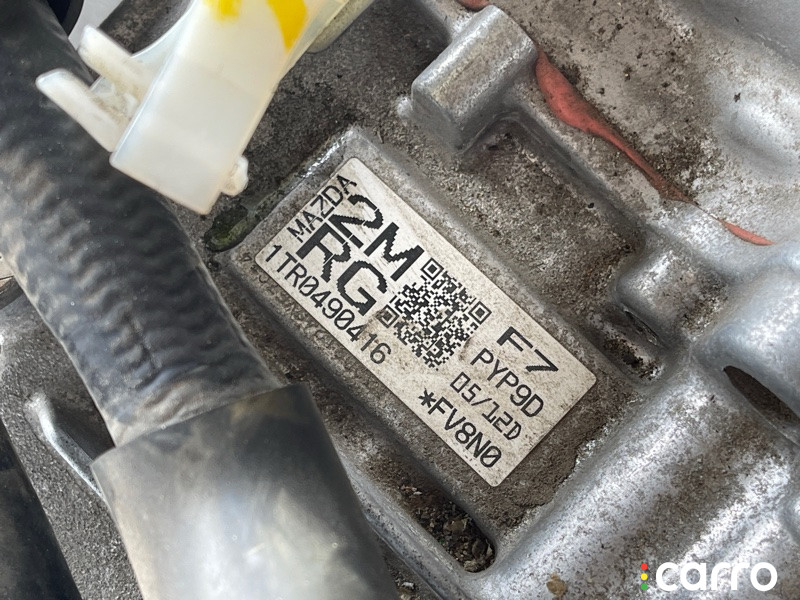 MAZDA
2M
RG
1TR0490416
F7
PYP9D
05/12D
*FV8N0
carro